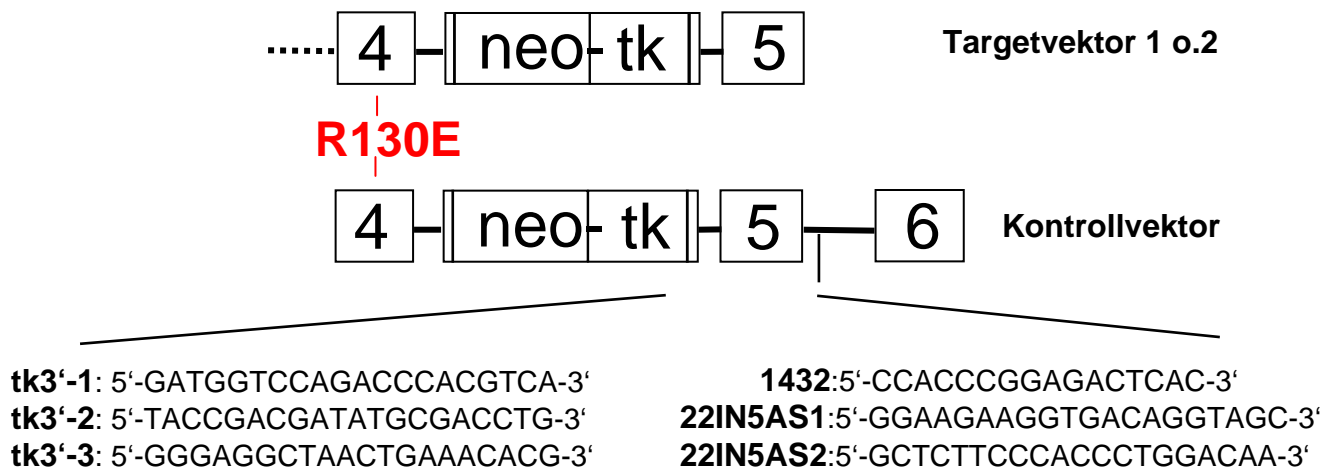 4 neo- tk 5 Targetvektor 1 o.2
R130E
4 neo- tk 5 6 Kontrollvektor
tk3‘-1: 5‘-GATGGTCCAGACCCACGTCA-3‘ 1432:5‘-CCACCCGGAGACTCAC-3‘
tk3‘-2: 5‘-TACCGACGATATGCGACCTG-3‘ 22IN5AS1:5‘-GGAAGAAGGTGACAGGTAGC-3‘
tk3‘-3: 5‘-GGGAGGCTAACTGAAACACG-3‘ 22IN5AS2:5‘-GCTCTTCCCACCCTGGACAA-3‘